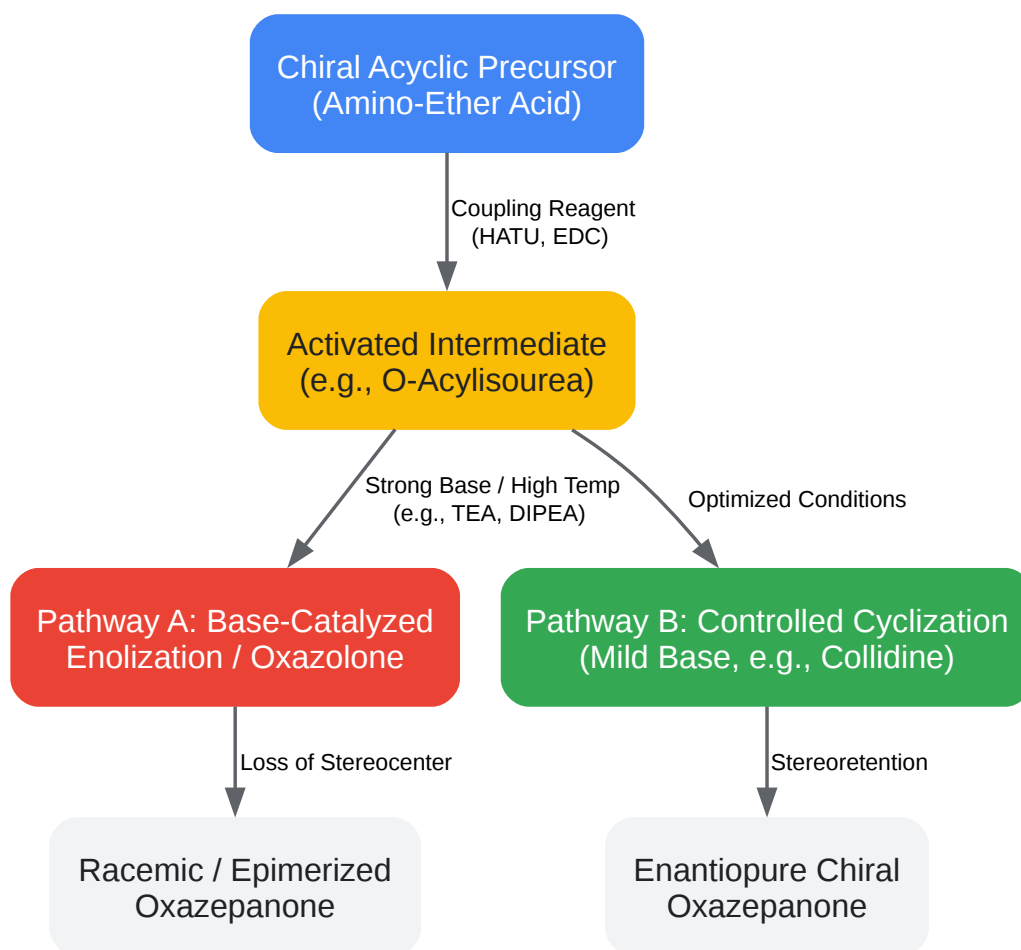 Chiral Acyclic Precursor
(Amino-Ether Acid)
Coupling Reagent
(HATU, EDC)
Activated Intermediate
(e.g., O-Acylisourea)
Strong Base / High Temp
(e.g., TEA, DIPEA)
Optimized Conditions
Pathway A: Base-Catalyzed
Enolization / Oxazolone
Pathway B: Controlled Cyclization
(Mild Base, e.g., Collidine)
Loss of Stereocenter
Stereoretention
Racemic / Epimerized
Oxazepanone
Enantiopure Chiral
Oxazepanone